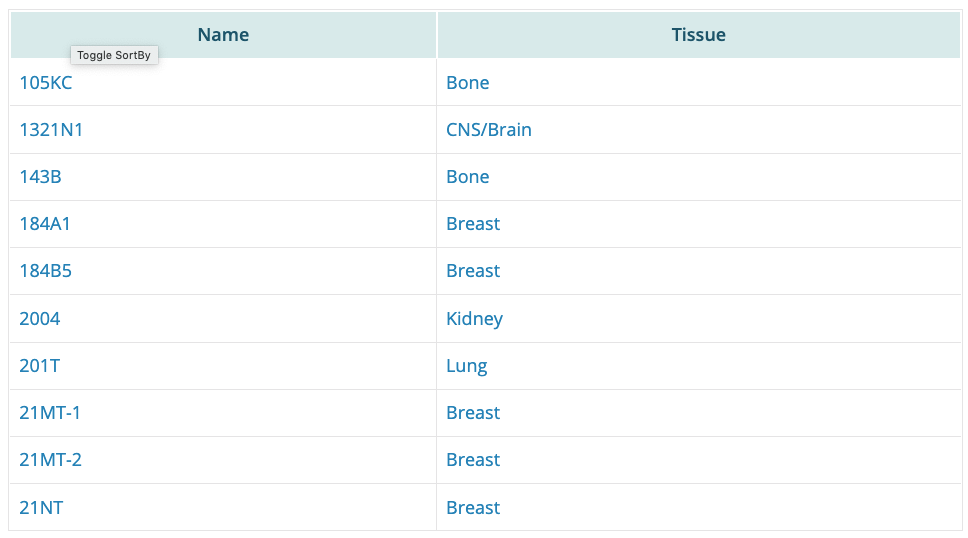 Name Tissue
Toggle SortBy
105KC Bone
1321N1 CNS/Brain
143B Bone
184A1 Breast
184B5 Breast
2004 Kidney
201T Lung
21MT-1 Breast
21MT-2 Breast
21NT Breast